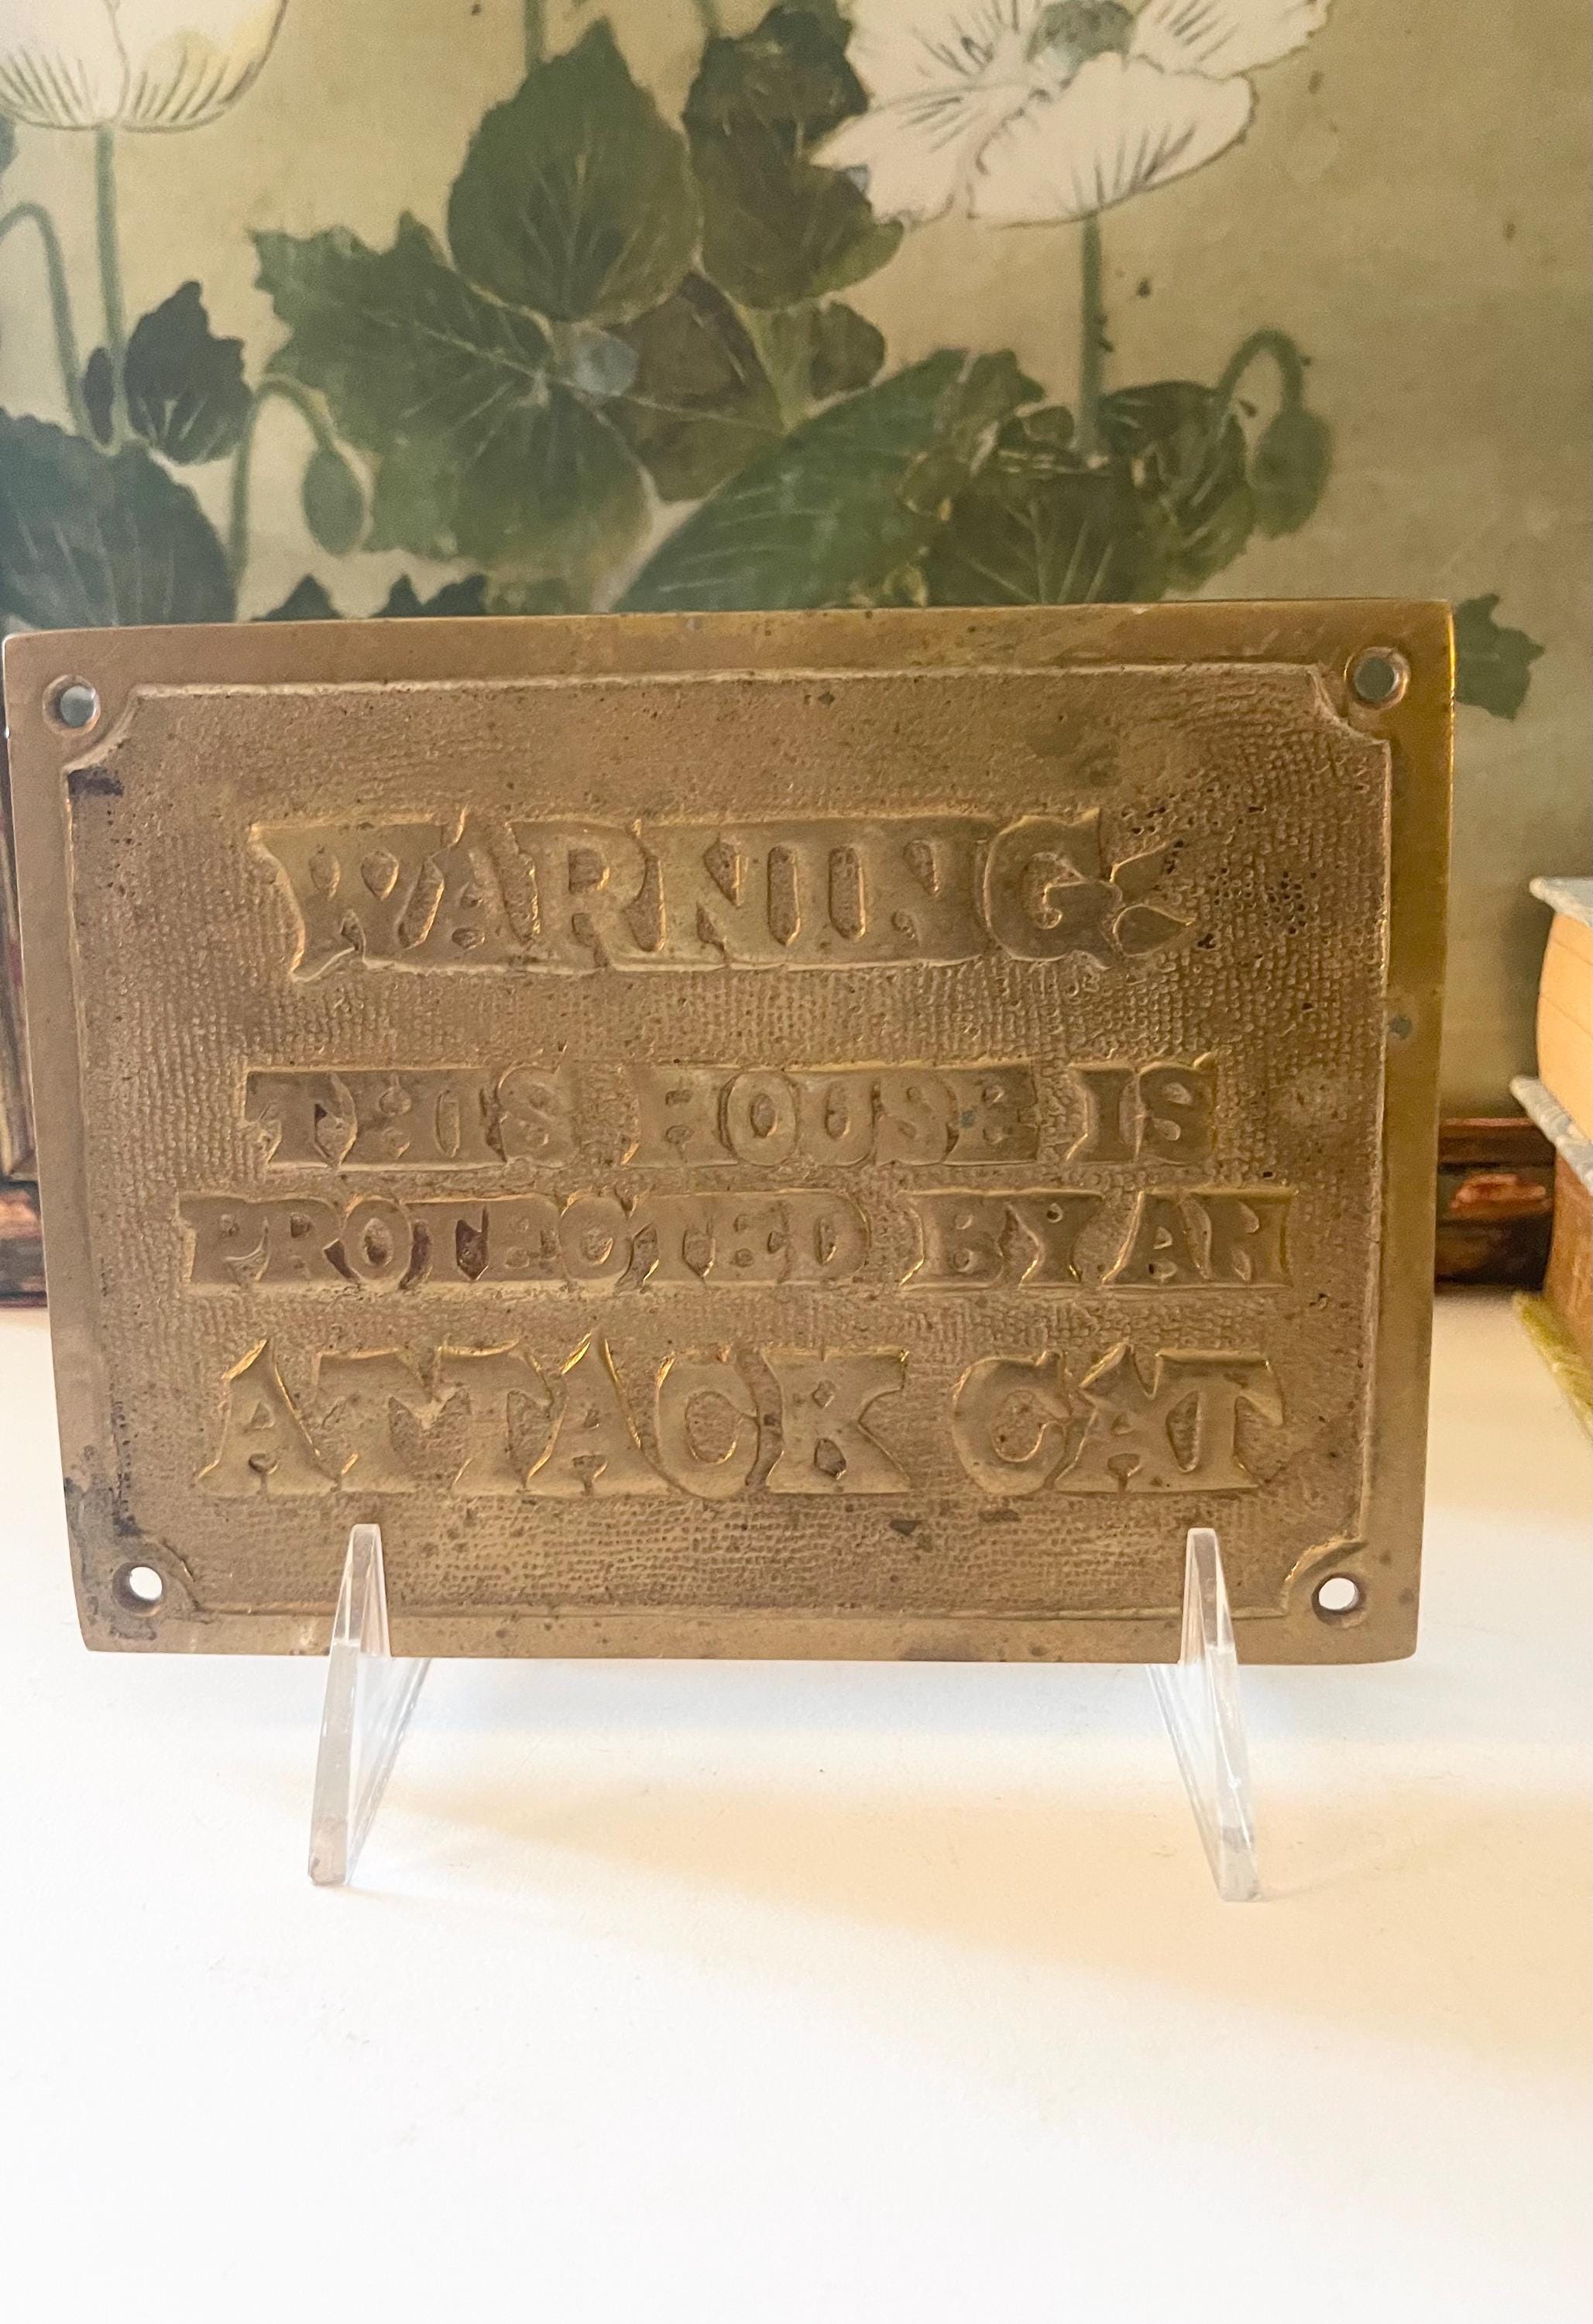 WARNING:
THIS HOUSE IS
PROTECTED BY AN
ATTACK CAT